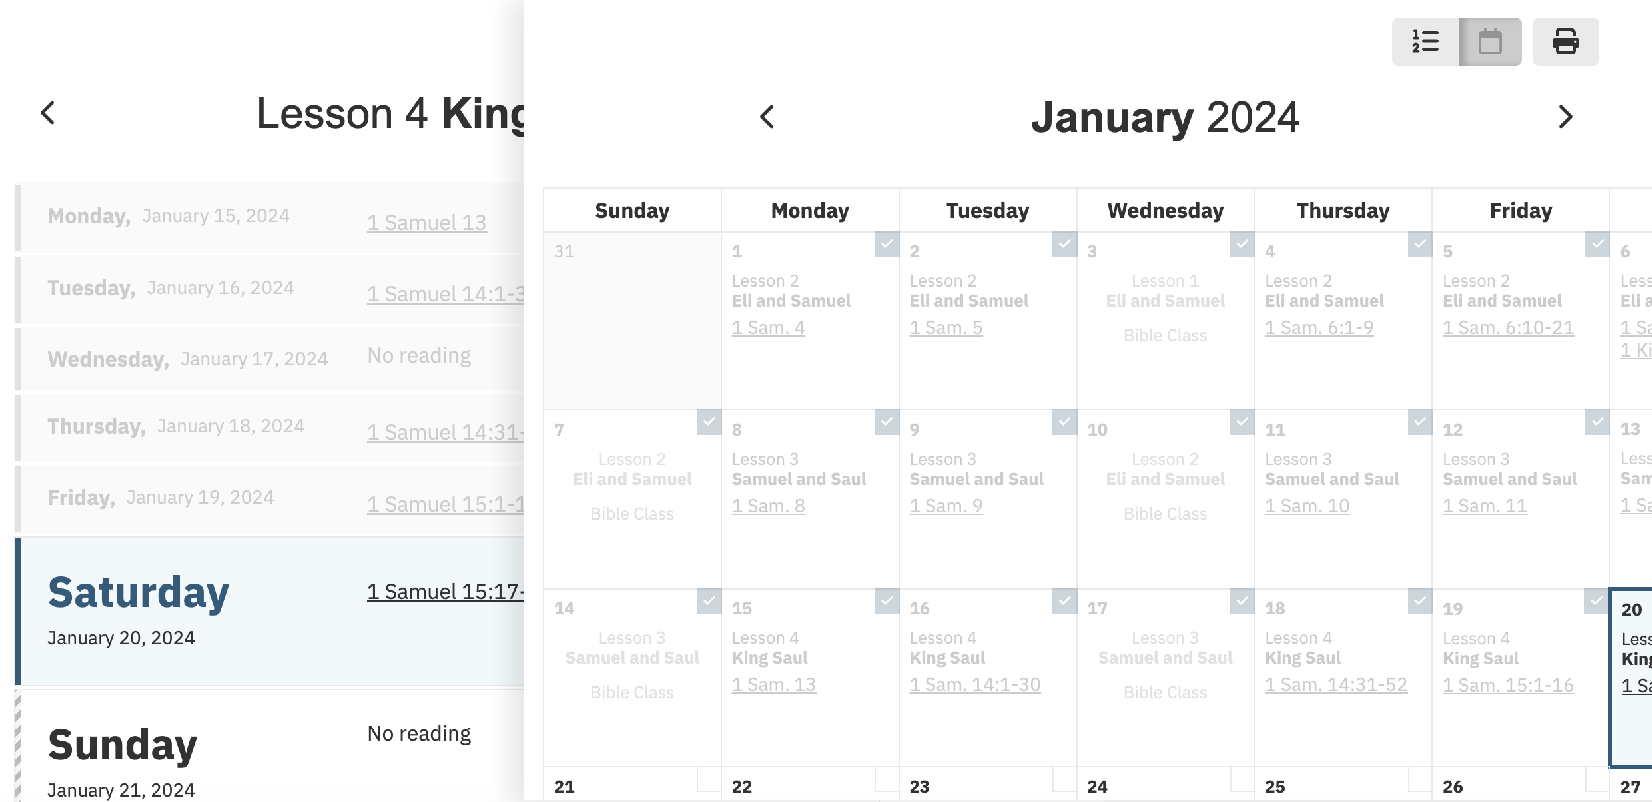 Lesson 4 King
Monday, January 15, 2024
1 Samuel 13
Tuesday, January 16, 2024
1 Samuel 14:1-3
Wednesday, January 17, 2024
No reading
Thursday, January 18, 2024
1 Samuel 14:31-
Friday, January 19, 2024
1 Samuel 15:1-1
Saturday
January 20, 2024
1 Samuel 15:17-
Sunday
January 21, 2024
No reading
January 2024
Sunday Monday Tuesday Wednesday Thursday Friday
31
1
Lesson 2
Eli and Samuel
1 Sam. 4
2
Lesson 2
Eli and Samuel
1 Sam. 5
3
Lesson 1
Eli and Samuel
Bible Class
4
Lesson 2
Eli and Samuel
1 Sam. 6:1-9
5
Lesson 2
Eli and Samuel
1 Sam. 6:10-21
6
Less
Eli a
1 Sa
1 Ki
7
Lesson 2
Eli and Samuel
Bible Class
8
Lesson 3
Samuel and Saul
1 Sam. 8
9
Lesson 3
Samuel and Saul
1 Sam. 9
10
Lesson 2
Eli and Samuel
Bible Class
11
Lesson 3
Samuel and Saul
1 Sam. 10
12
Lesson 3
Samuel and Saul
1 Sam. 11
13
Less
Sam
1 Sa
14
Lesson 3
Samuel and Saul
Bible Class
15
Lesson 4
King Saul
1 Sam. 13
16
Lesson 4
King Saul
1 Sam. 14:1-30
17
Lesson 3
Samuel and Saul
Bible Class
18
Lesson 4
King Saul
1 Sam. 14:31-52
19
Lesson 4
King Saul
1 Sam. 15:1-16
20
Less
King
1 Sa
21
22
23
24
25
26
27